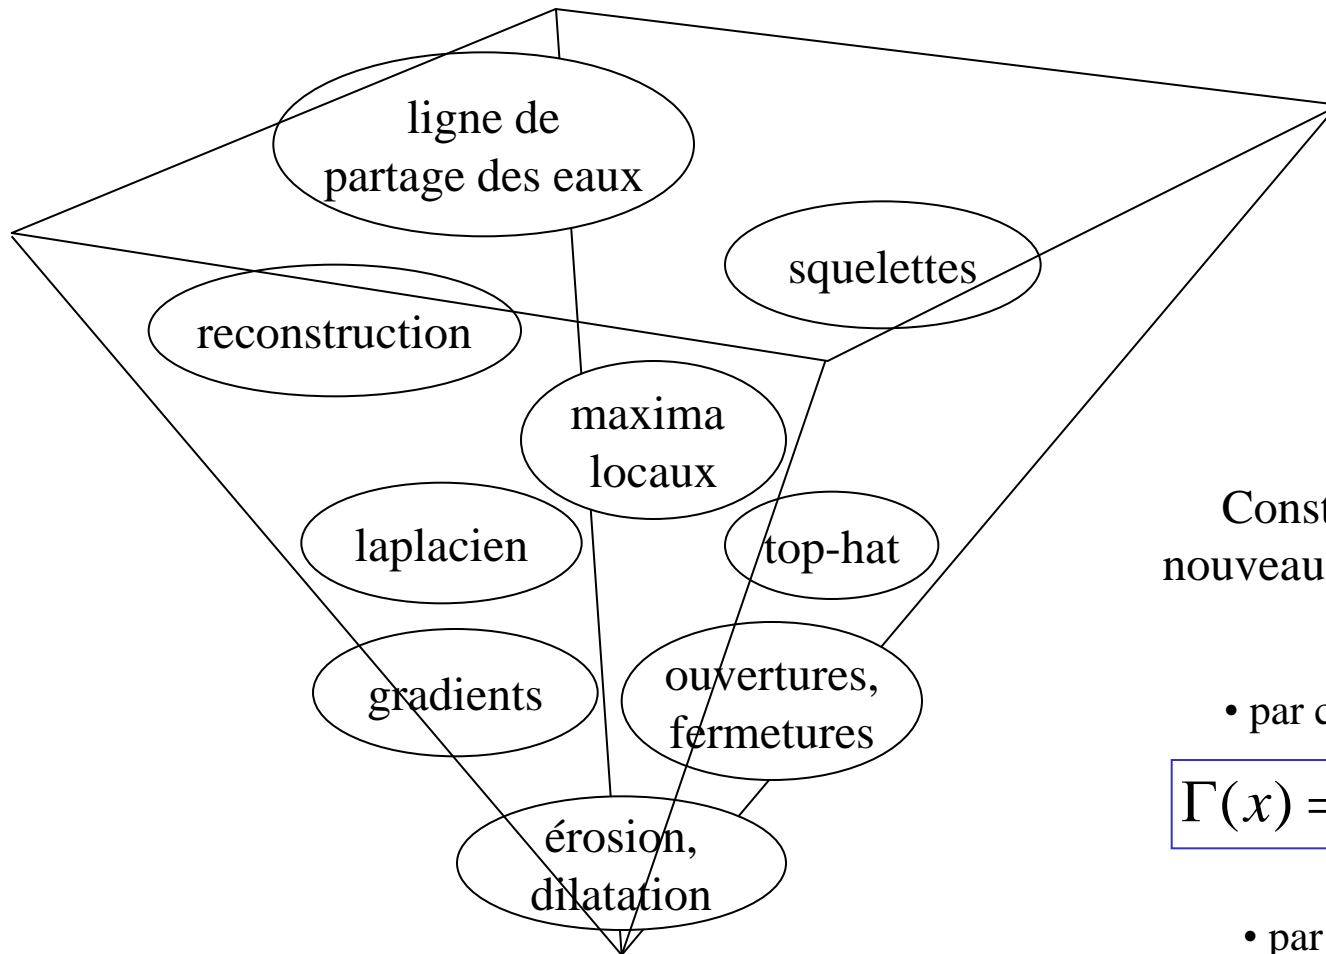 ligne de
partage des eaux
squelettes
reconstruction
maxima
locaux
laplacien
top-hat
gradients
ouvertures,
fermetures
érosion,
dilatation
Const
nouveau
• par c
Γ(x) =
• par